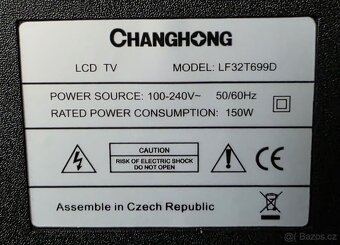 CHANGHONG
LCD TV MODEL: LF32T699D
POWER SOURCE: 100-240V~ 50/60Hz
RATED POWER CONSUMPTION: 150W
CAUTION
RISK OF ELECTRIC SHOCK
DO NOT OPEN
CE
Assemble in Czech Republic
Bazos.cz